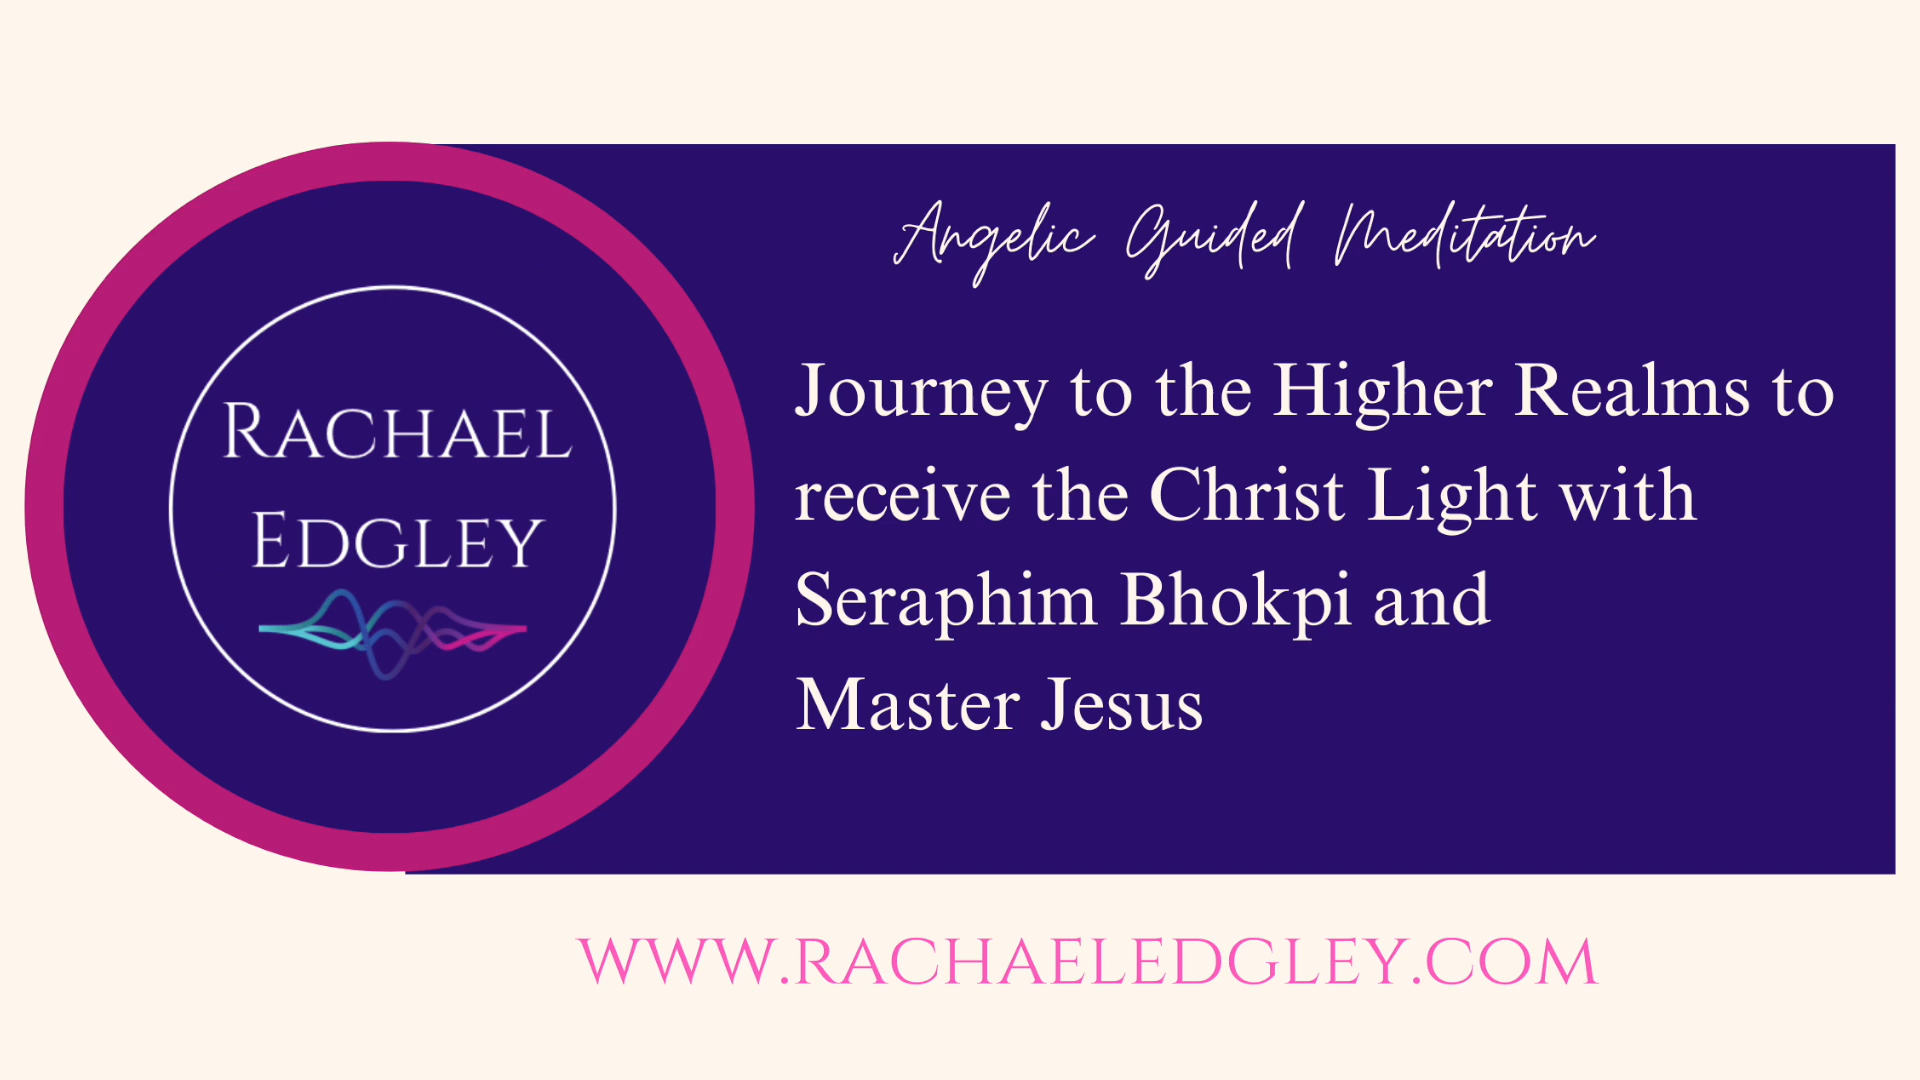 Rachael
Edgley
Angelic Guided Meditation
Journey to the Higher Realms to
receive the Christ Light with
Seraphim Bhokpi and
Master Jesus
www.rachaeledgley.com